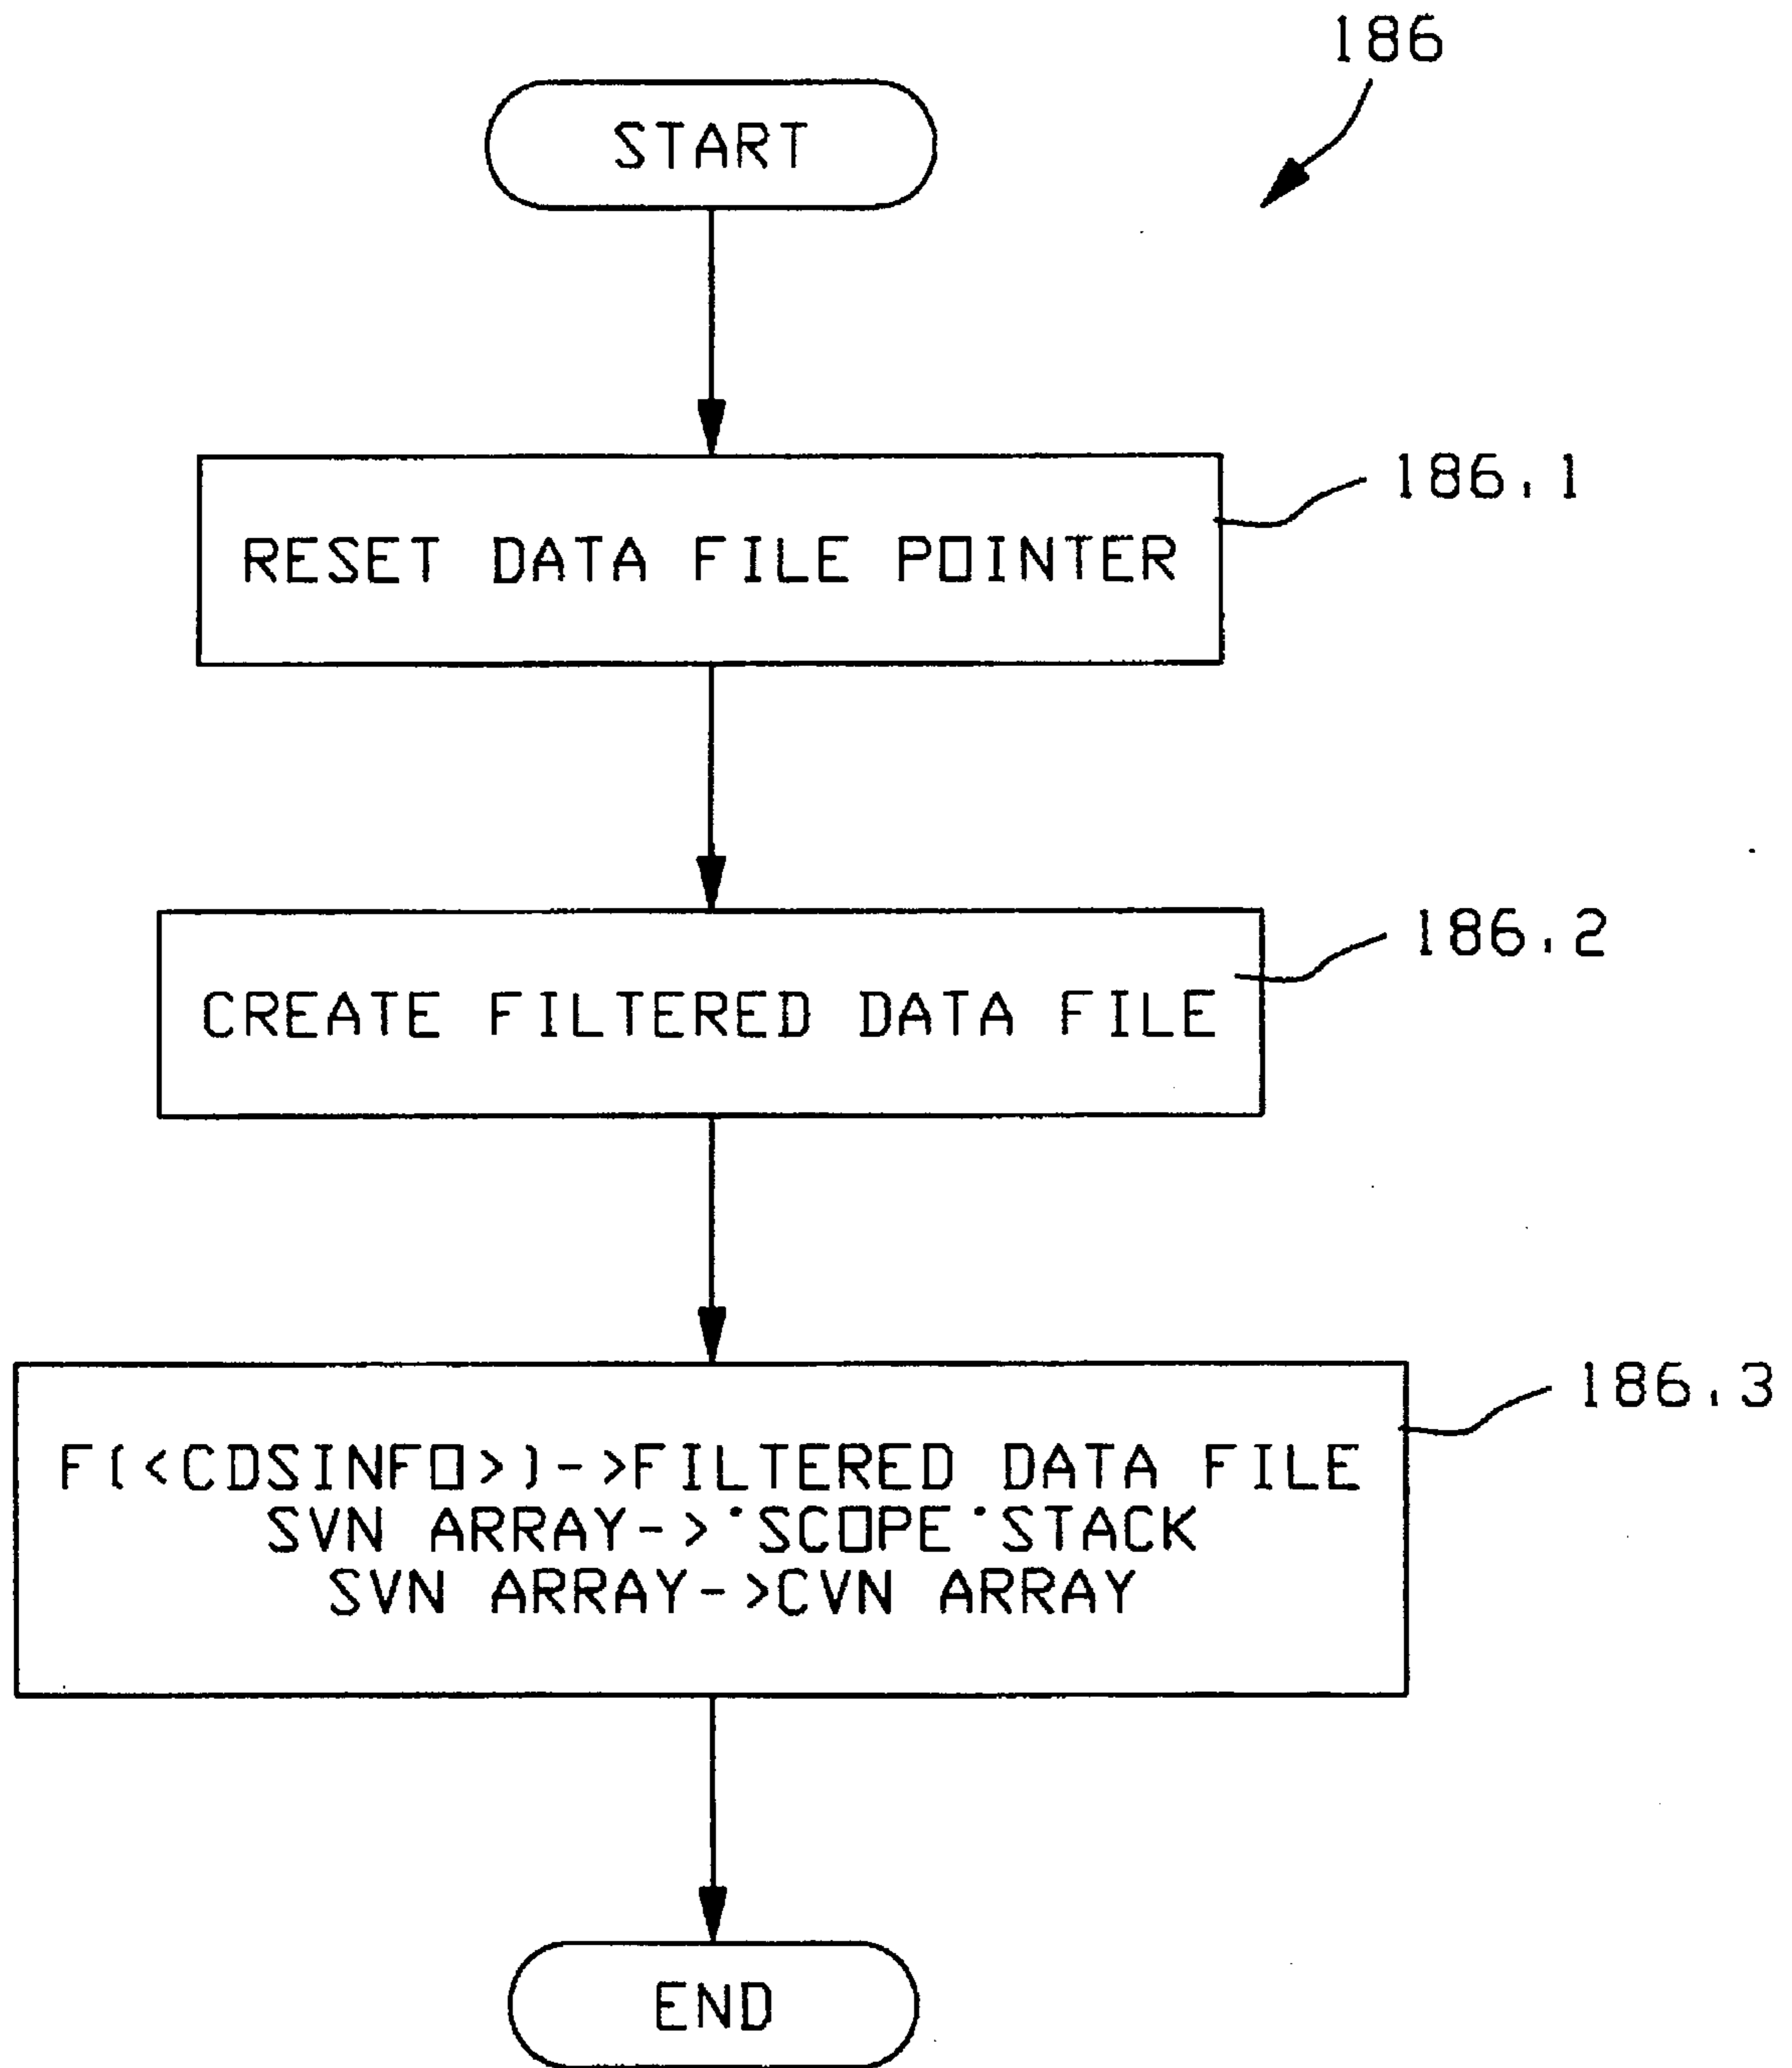 186
START
186.1
RESET DATA FILE POINTER
186.2
CREATE FILTERED DATA FILE
186.3
F(<CDSINFO>)->FILTERED DATA FILE
SVN ARRAY->"SCOPE"STACK
SVN ARRAY->CVN ARRAY
END